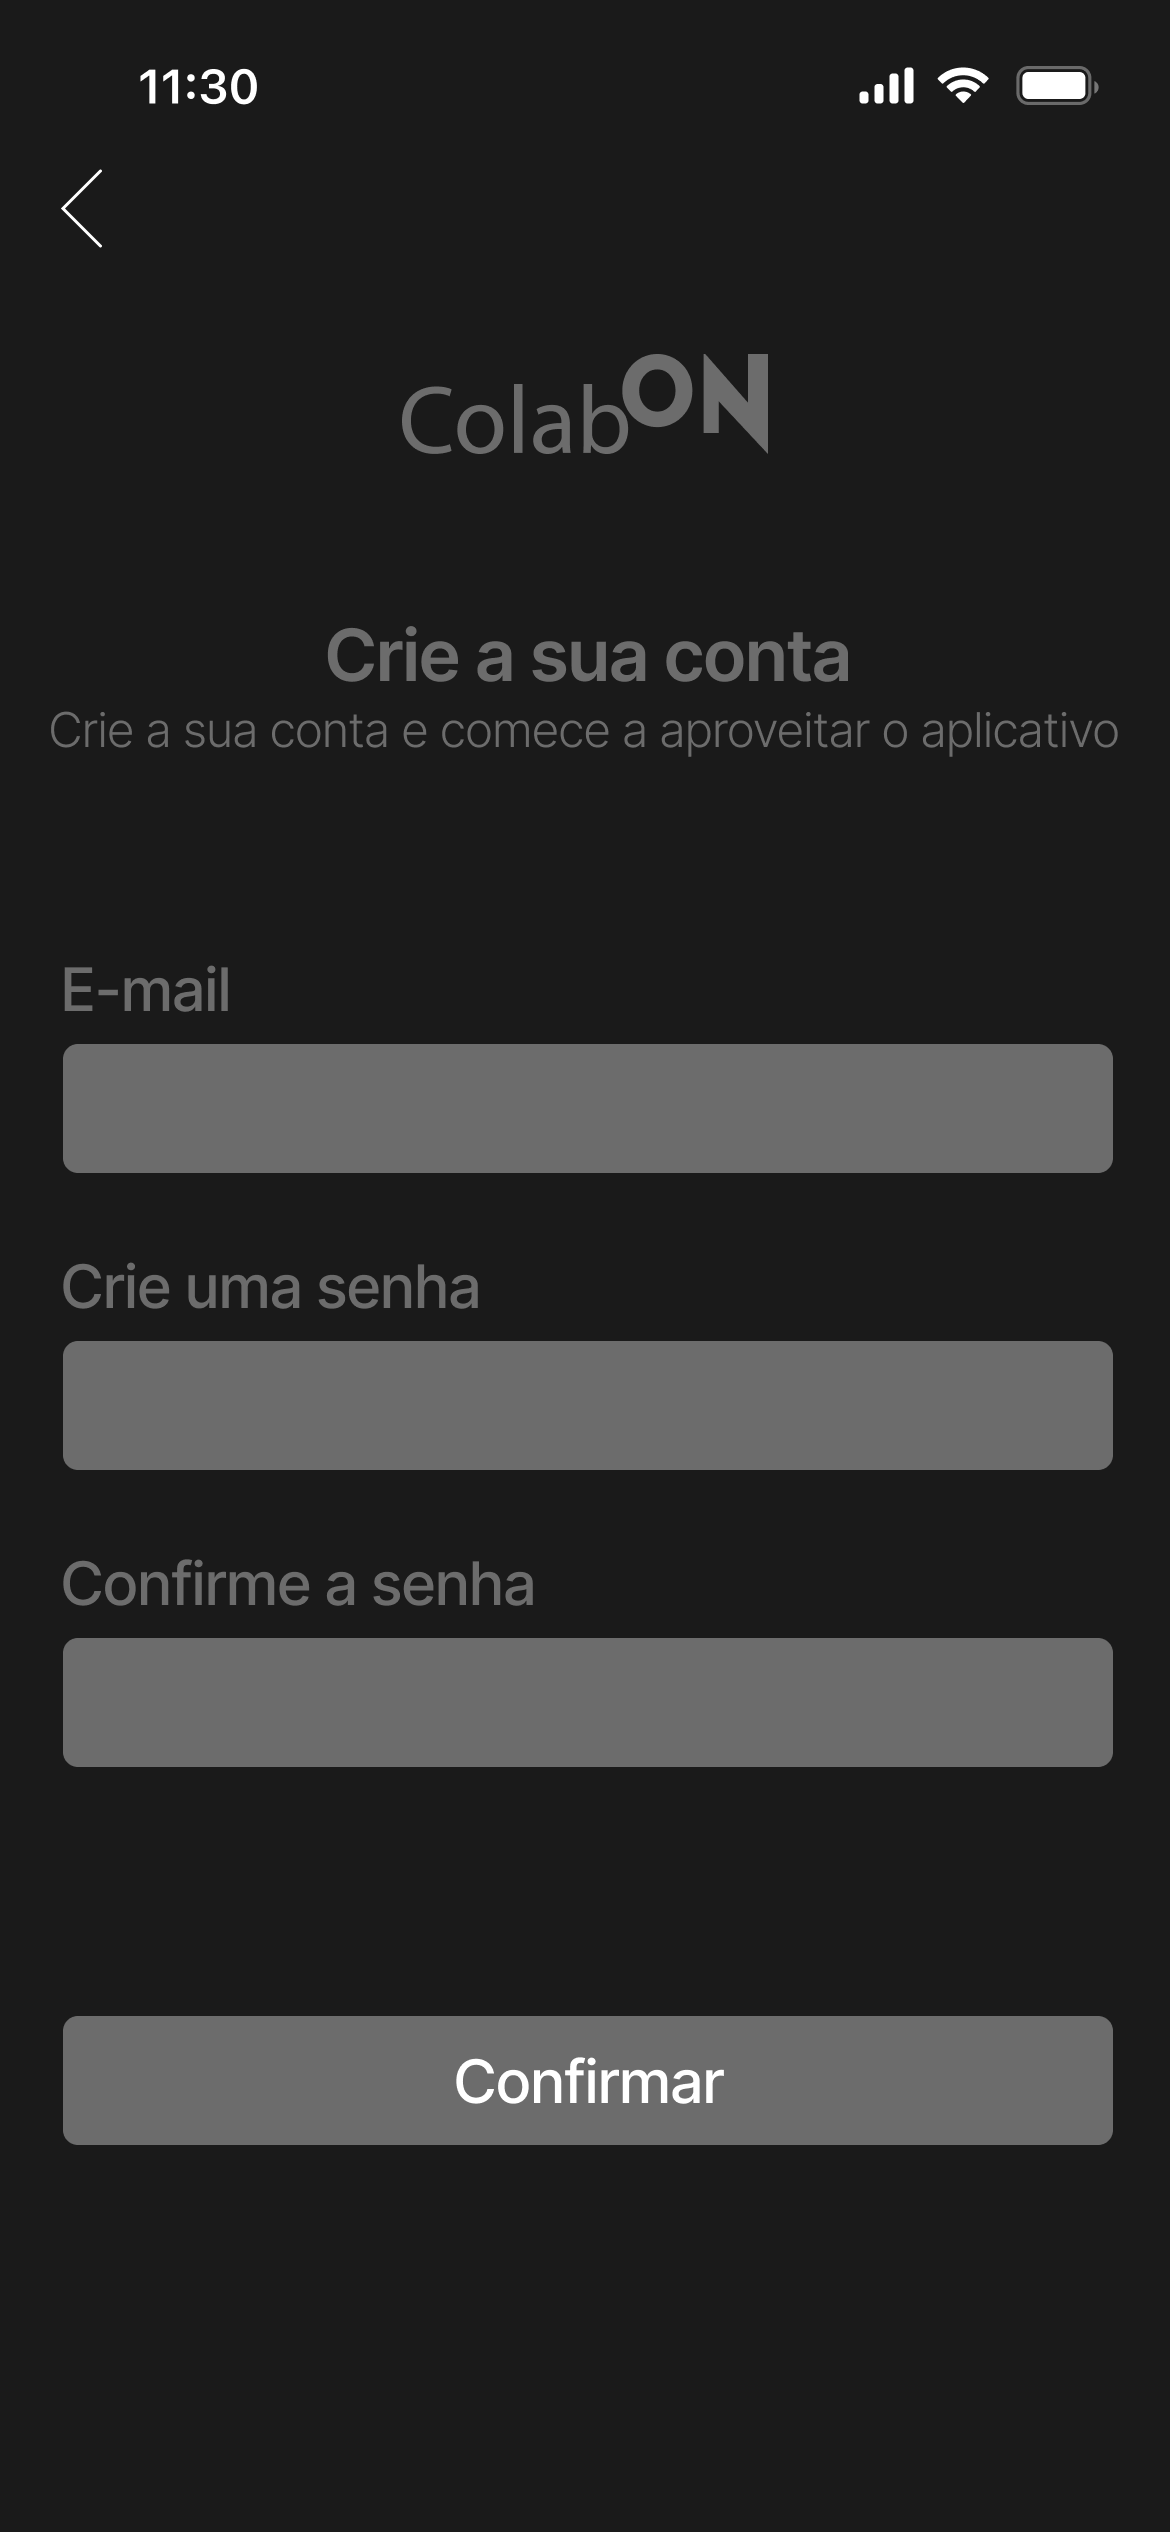 11:30
ColabON
Crie a sua conta
Crie a sua conta e comece a aproveitar o aplicativo
E-mail
Crie uma senha
Confirme a senha
Confirmar